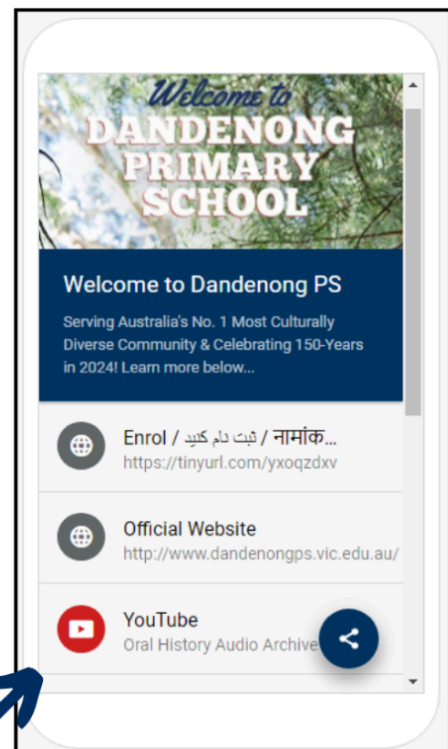 Welcome to
DANDENONG
PRIMARY
SCHOOL
Welcome to Dandenong PS
Serving Australia's No. 1 Most Culturally
Diverse Community & Celebrating 150-Years
in 2024! Learn more below...
Enrol / ثبت نام کنید / नामांक...
https://tinyurl.com/yxoqzdxv
Official Website
http://www.dandenongps.vic.edu.au/
YouTube
Oral History Audio Archive